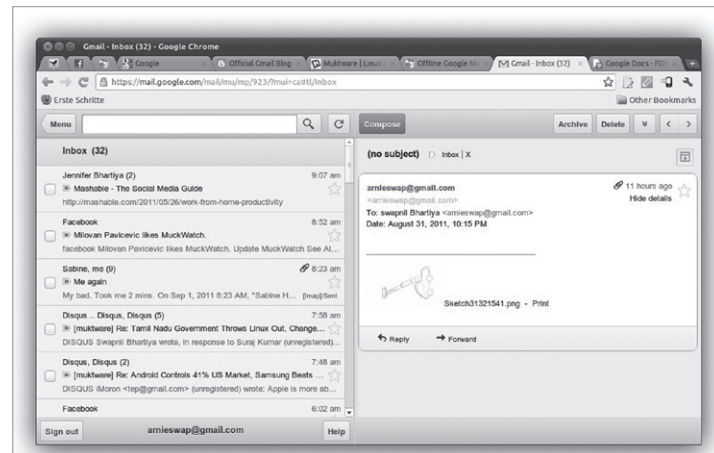 Gmail - Inbox (32) - Google Chrome
Google
Official Gmail Blog
Muktware | Linux
Offline Google M
Gmail - Inbox (32)
Google Docs - PD
https://mail.google.com/mail/mu/mp/923/?mui=ca#tl/Inbox
Erste Schritte
Other Bookmarks
Menu
Compose
Archive
Delete
Inbox (32)
(no subject)
Inbox | X
Jennifer Bhartiya (2) 9:07 am
Mashable - The Social Media Guide
http://mashable.com/2011/05/26/work-from-home-productivity
Facebook 8:52 am
Milovan Pavicevic likes MuckWatch.
facebook Milovan Pavicevic likes MuckWatch. Update MuckWatch See Al...
Sabine, me (9) 8:23 am
Me again
My bad. Took me 2 mins. On Sep 1, 2011 8:23 AM, "Sabine H... [Imap]/Sent
Disqus .. Disqus, Disqus (5) 7:58 am
[muktware] Re: Tamil Nadu Government Throws Linux Out, Change...
DISQUS Swapnil Bhartiya wrote, in response to Suraj Kumar (unregistered)...
Disqus, Disqus (2) 7:48 am
[muktware] Re: Android Controls 41% US Market, Samsung Beats ...
DISQUS iMoron <tep@gmail.com> (unregistered) wrote: Apple is more ab...
Facebook 6:02 am
Sign out
arnieswap@gmail.com
Help
arnieswap@gmail.com
<arnieswap@gmail.com>
11 hours ago
Hide details
To: swapnil Bhartiya <arnieswap@gmail.com>
Date: August 31, 2011, 10:15 PM
Sketch31321541.png - Print
Reply
Forward